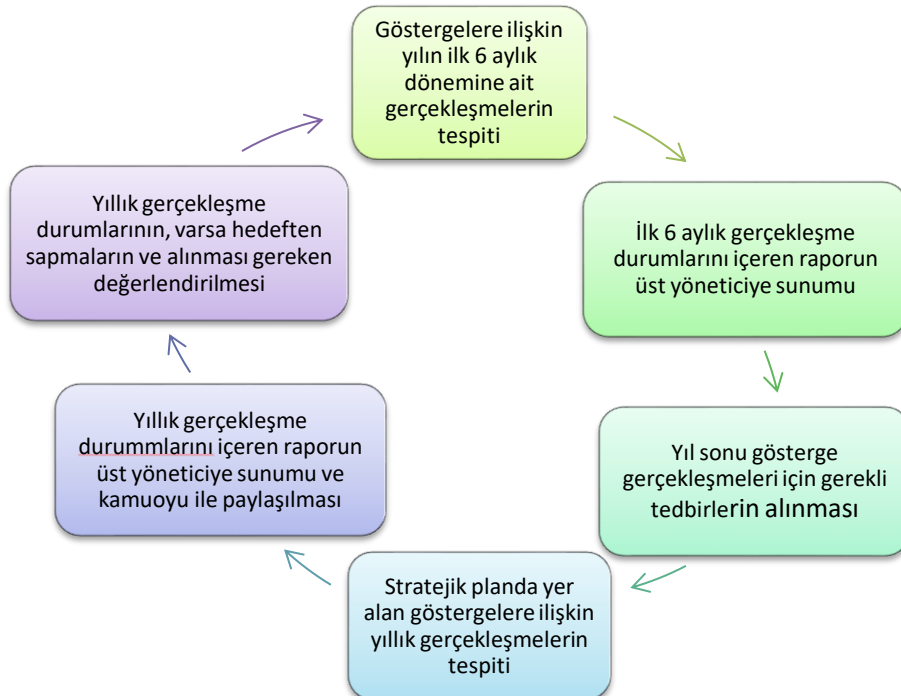 Göstergelere ilişkin
yılın ilk 6 aylık
dönemine ait
gerçekleşmelerin
tespiti
İlk 6 aylık gerçekleşme
durumlarını içeren raporun
üst yöneticiye sunumu
Yıl sonu gösterge
gerçekleşmeleri için gerekli
tedbirlerin alınması
Stratejik planda yer
alan göstergelere ilişkin
yıllık gerçekleşmelerin
tespiti
Yıllık gerçekleşme
durummlarını içeren raporun
üst yöneticiye sunumu ve
kamuoyu ile paylaşılması
Yıllık gerçekleşme
durumlarının, varsa hedeften
sapmaların ve alınması gereken
değerlendirilmesi